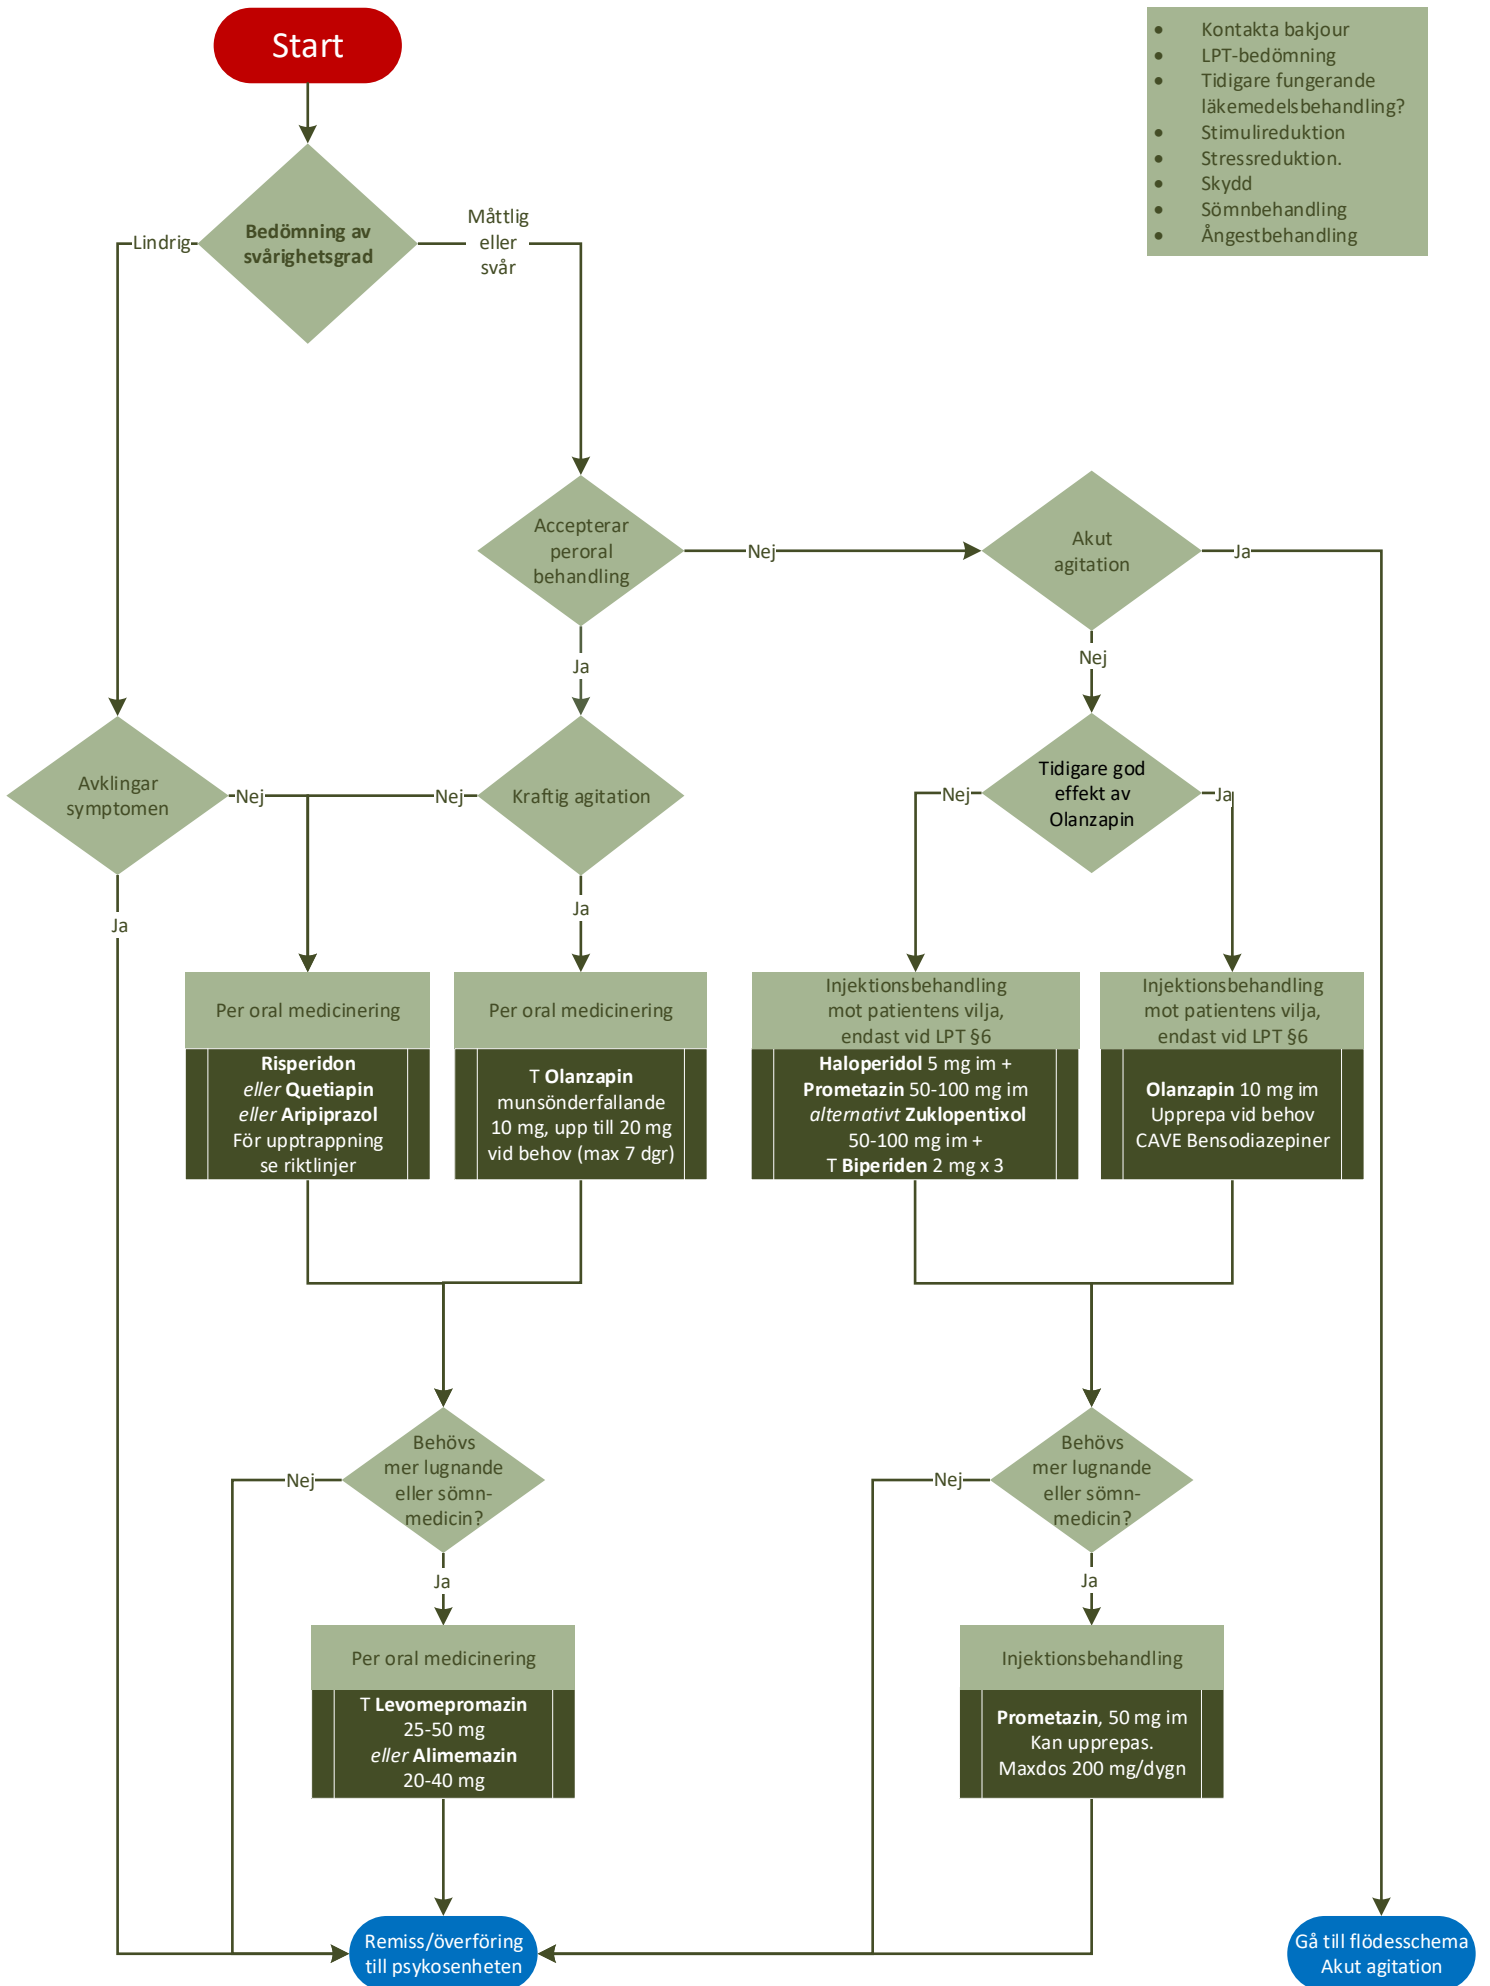 Start
• Kontakta bakjour
• LPT-bedömning
• Tidigare fungerande
läkemedelsbehandling?
• Stimulireduktion
• Stressreduktion.
• Skydd
• Sömnbehandling
• Ångestbehandling
Bedömning av
svårighetsgrad
Lindrig
Måttlig
eller
svår
Accepterar
peroral
behandling
Nej
Akut
agitation
Ja
Ja
Nej
Avklingar
symptomen
Nej
Nej
Kraftig agitation
Tidigare god
effekt av
Olanzapin
Nej
Ja
Ja
Ja
Per oral medicinering
Risperidon
eller Quetiapin
eller Aripiprazol
För upptrappning
se riktlinjer
Per oral medicinering
T Olanzapin
munsönderfallande
10 mg, upp till 20 mg
vid behov (max 7 dgr)
Injektionsbehandling
mot patientens vilja,
endast vid LPT §6
Haloperidol 5 mg im +
Prometazin 50-100 mg im
alternativt Zuklopentixol
50-100 mg im +
T Biperiden 2 mg x 3
Injektionsbehandling
mot patientens vilja,
endast vid LPT §6
Olanzapin 10 mg im
Upprepa vid behov
CAVE Bensodiazepiner
Behövs
mer lugnande
eller sömn-
medicin?
Nej
Ja
Behövs
mer lugnande
eller sömn-
medicin?
Nej
Ja
Per oral medicinering
T Levomepromazin
25-50 mg
eller Alimemazin
20-40 mg
Injektionsbehandling
Prometazin, 50 mg im
Kan upprepas.
Maxdos 200 mg/dygn
Remiss/överföring
till psykosenheten
Gå till flödesschema
Akut agitation